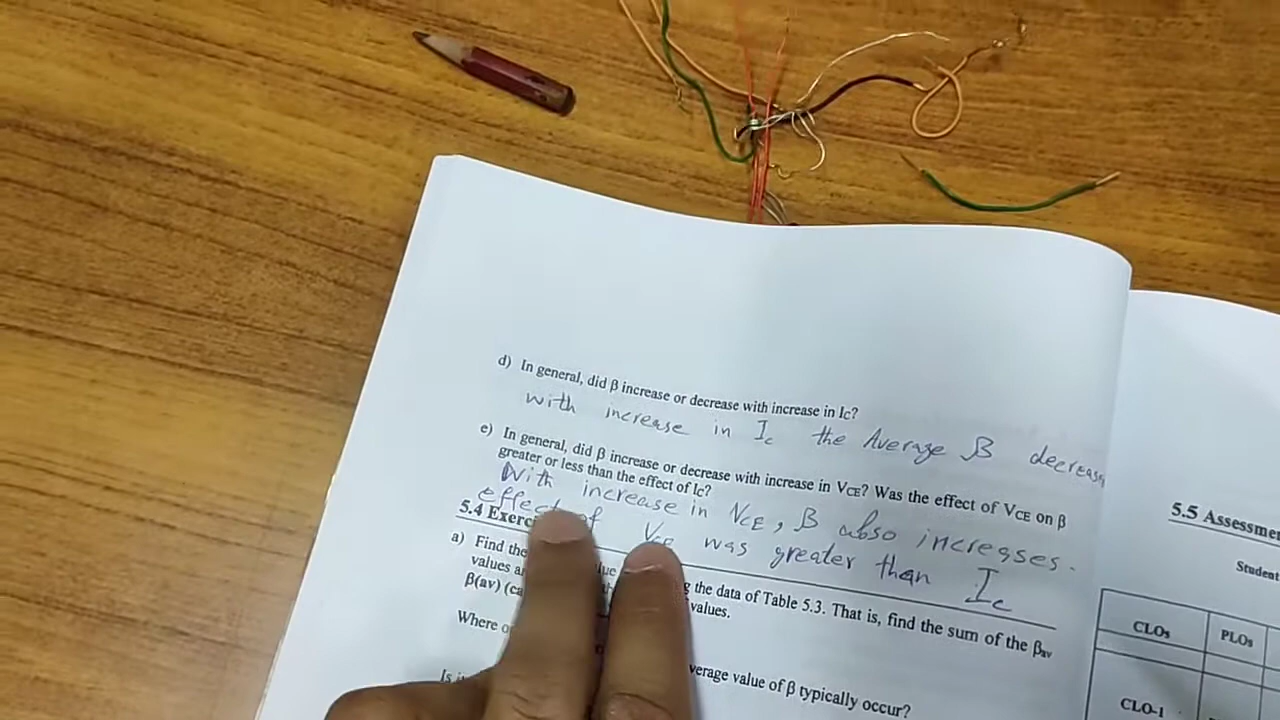 d) In general, did β increase or decrease with increase in Ic?
with increase in Ic the Average β decreas
e) In general, did β increase or decrease with increase in VCE? Was the effect of VCE on β
greater or less than the effect of Ic?
With increase in VCE, β also increases.
effect of VCE was greater than Ic
5.4 Exerc
a) Find the
g the data of Table 5.3. That is, find the sum of the βav
values
β(av) (ca
values.
Where
verage value of β typically occur?
5.5 Assessme
Student
CLOs PLOs
CLO-1